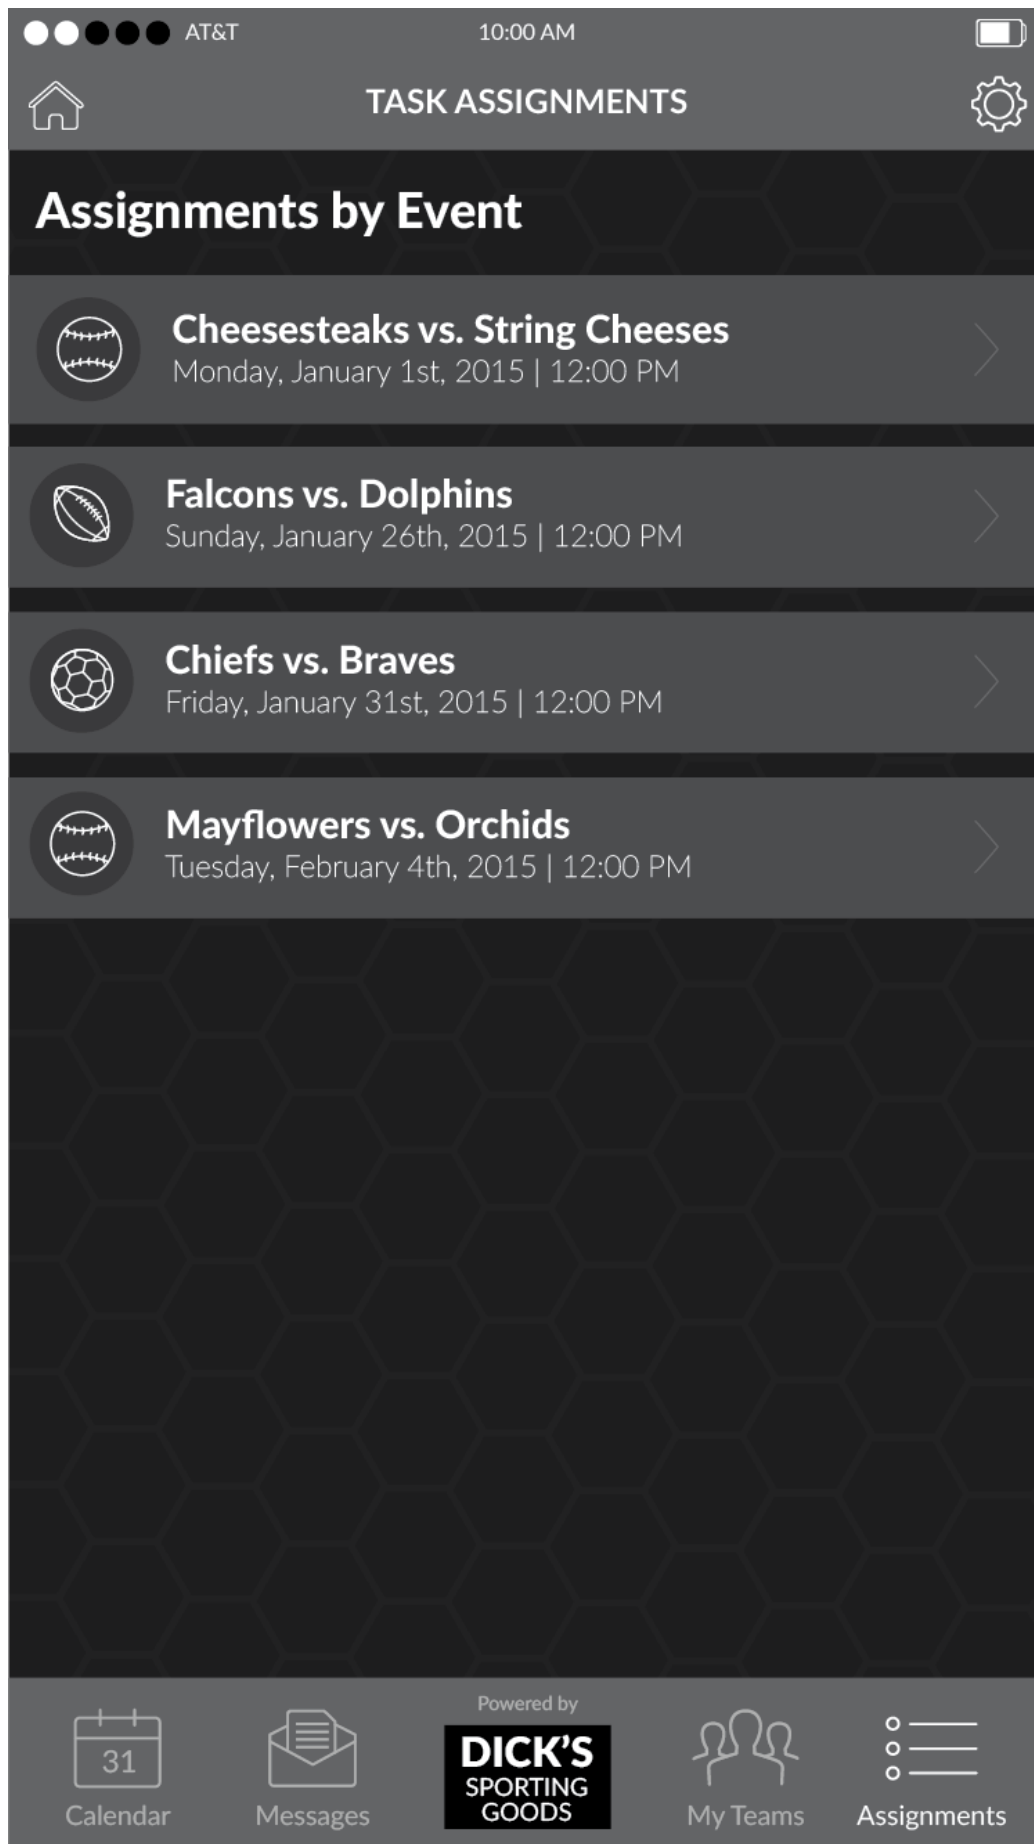 AT&T 10:00 AM
TASK ASSIGNMENTS
Assignments by Event
Cheesesteaks vs. String Cheeses
Monday, January 1st, 2015 | 12:00 PM
Falcons vs. Dolphins
Sunday, January 26th, 2015 | 12:00 PM
Chiefs vs. Braves
Friday, January 31st, 2015 | 12:00 PM
Mayflowers vs. Orchids
Tuesday, February 4th, 2015 | 12:00 PM
31
Calendar
Messages
Powered by
DICK'S
SPORTING
GOODS
My Teams
Assignments